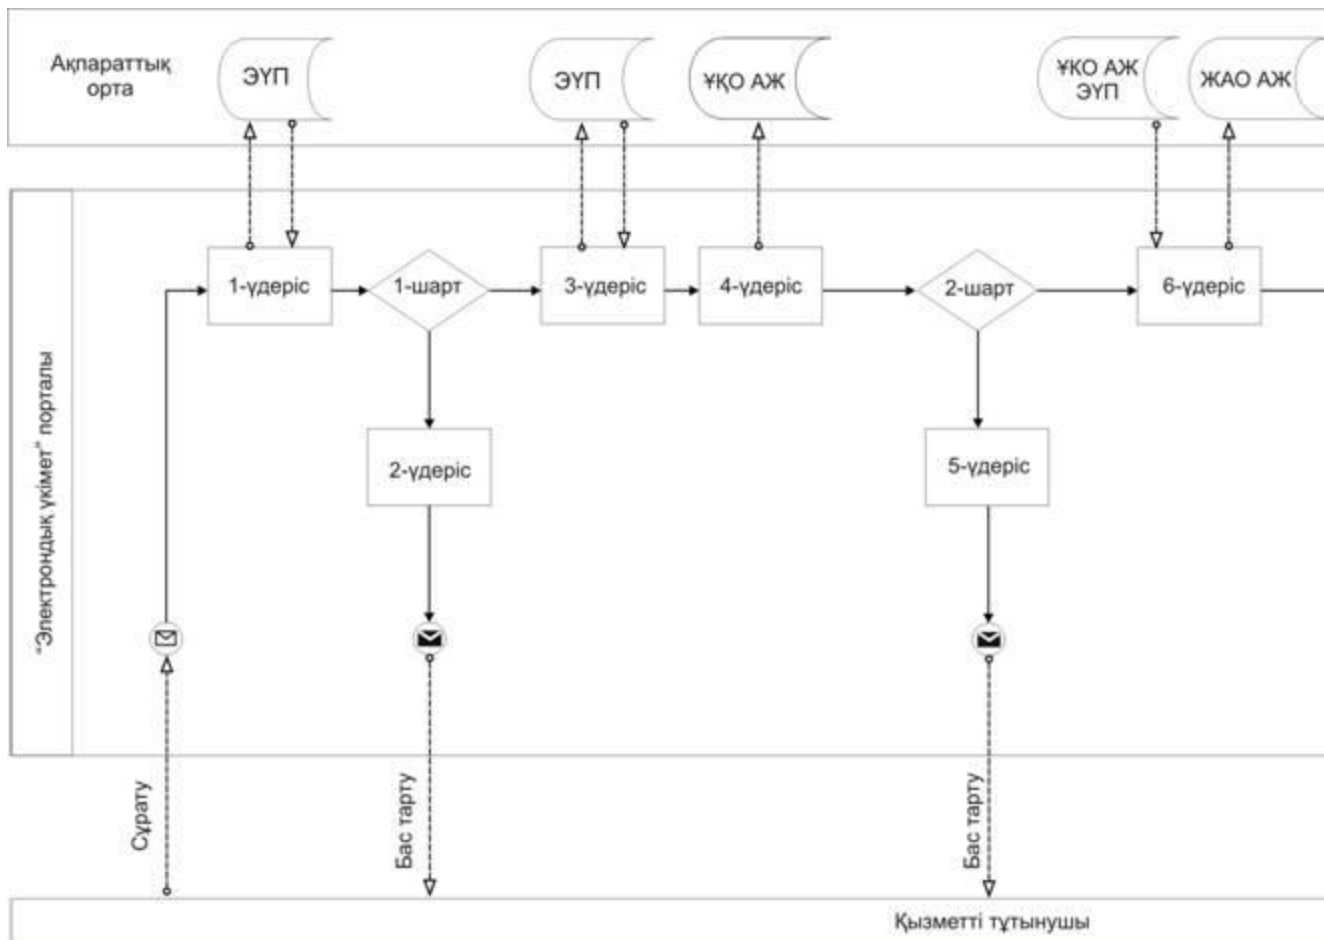 Ақпараттық
орта
ЭҮП
ЭҮП
ҰҚО АЖ
ҰКО АЖ
ЭҮП
ЖАО АЖ
"Электрондық үкімет" порталы
1-үдеріс
1-шарт
3-үдеріс
4-үдеріс
2-шарт
6-үдеріс
2-үдеріс
5-үдеріс
Сұрату
Бас тарту
Бас тарту
Қызметті тұтынушы